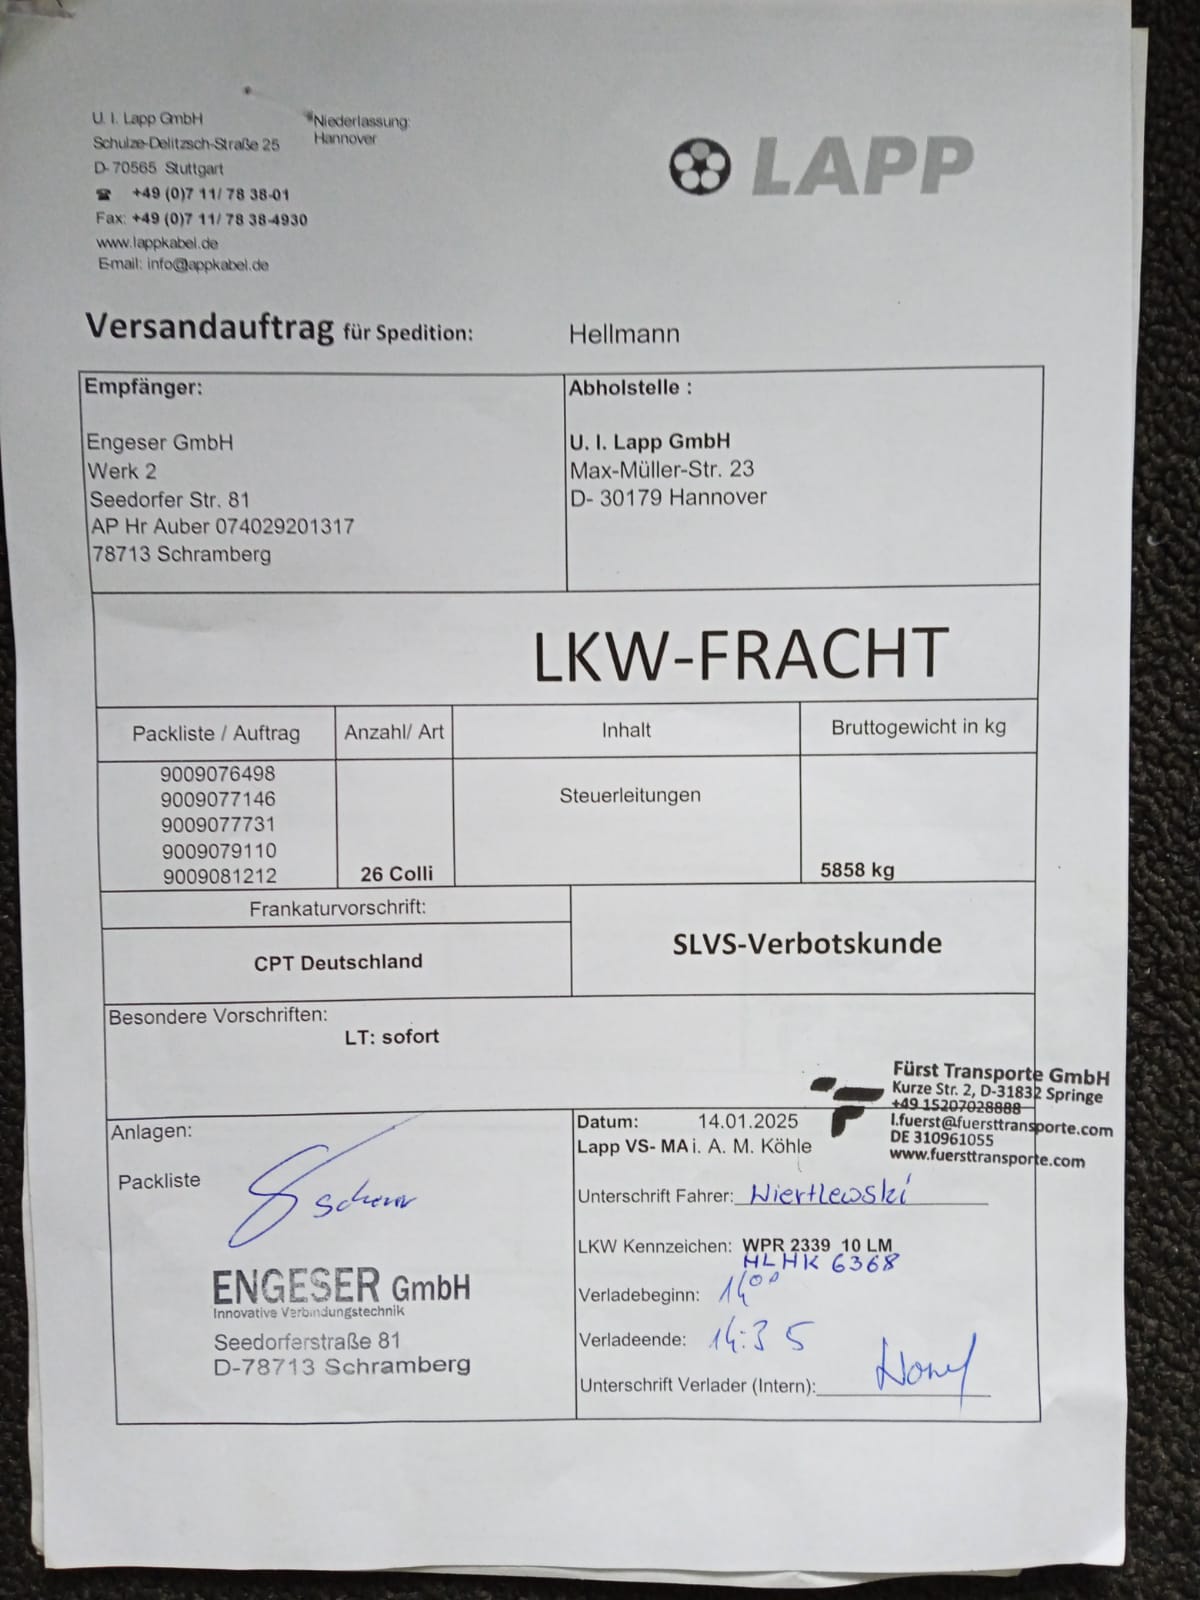 U. I. Lapp GmbH
Schulze-Delitzsch-Straße 25
D- 70565 Stuttgart
☎ +49 (0)7 11/ 78 38-01
Fax: +49 (0)7 11/ 78 38-4930
www.lappkabel.de
E-mail: info@lappkabel.de
Niederlassung:
Hannover
LAPP
Versandauftrag für Spedition: Hellmann
Empfänger:
Engeser GmbH
Werk 2
Seedorfer Str. 81
AP Hr Auber 074029201317
78713 Schramberg
Abholstelle :
U. I. Lapp GmbH
Max-Müller-Str. 23
D- 30179 Hannover
LKW-FRACHT
Packliste / Auftrag Anzahl/ Art Inhalt Bruttogewicht in kg
9009076498
9009077146 Steuerleitungen
9009077731
9009079110
9009081212 26 Colli 5858 kg
Frankaturvorschrift:
CPT Deutschland
SLVS-Verbotskunde
Besondere Vorschriften:
LT: sofort
Fürst Transporte GmbH
Kurze Str. 2, D-31832 Springe
+49 15207028888
l.fuerst@fuersttransporte.com
DE 310961055
www.fuersttransporte.com
Anlagen:
Packliste
ENGESER GmbH
Innovative Verbindungstechnik
Seedorferstraße 81
D-78713 Schramberg
Datum: 14.01.2025
Lapp VS- MA i. A. M. Köhle
Unterschrift Fahrer: Wiertlewski
LKW Kennzeichen: WPR 2339 10 LM
HLHK 6368
Verladebeginn: 14⁰⁰
Verladeende: 14:35
Unterschrift Verlader (Intern):